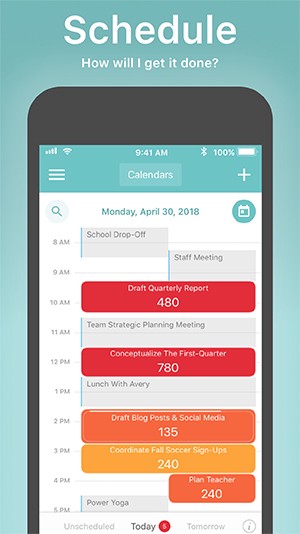 Schedule
How will I get it done?
9:41 AM
100%
Calendars
Monday, April 30, 2018
School Drop-Off
8 AM
Staff Meeting
9 AM
Draft Quarterly Report
10 AM
480
11 AM
Team Strategic Planning Meeting
Conceptualize The First-Quarter
12 PM
780
1 PM
Lunch With Avery
Draft Blog Posts & Social Media
2 PM
135
Coordinate Fall Soccer Sign-Ups
3 PM
240
Plan Teacher
4 PM
240
Power Yoga
5 PM
Unscheduled
Today 5
Tomorrow
i